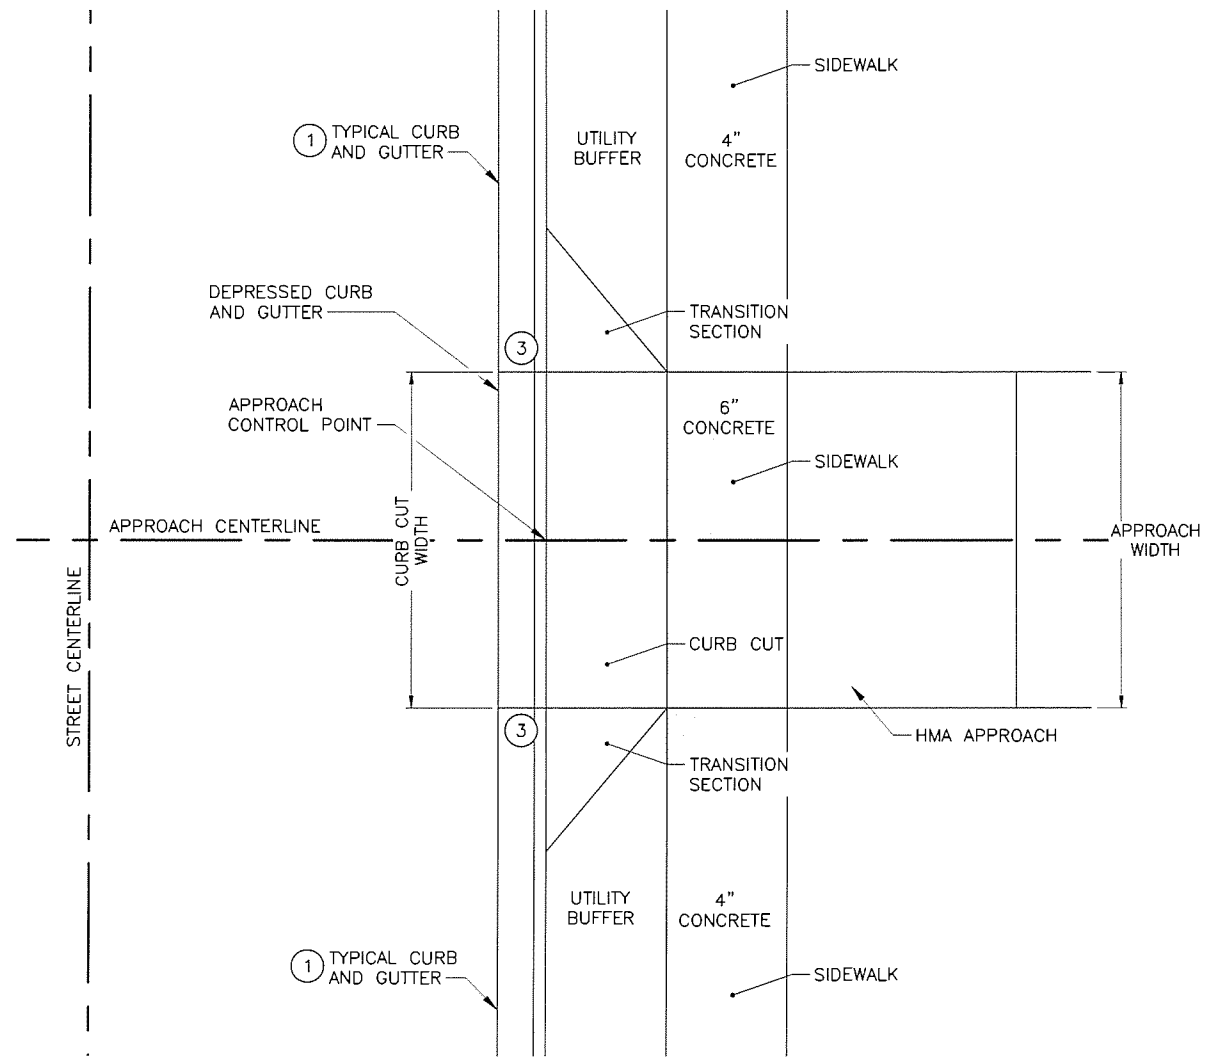 SIDEWALK
1 TYPICAL CURB
AND GUTTER
UTILITY
BUFFER
4"
CONCRETE
DEPRESSED CURB
AND GUTTER
TRANSITION
SECTION
3
APPROACH
CONTROL POINT
6"
CONCRETE
SIDEWALK
APPROACH CENTERLINE
CURB CUT
WIDTH
APPROACH
WIDTH
STREET CENTERLINE
CURB CUT
3
HMA APPROACH
TRANSITION
SECTION
UTILITY
BUFFER
4"
CONCRETE
1 TYPICAL CURB
AND GUTTER
SIDEWALK